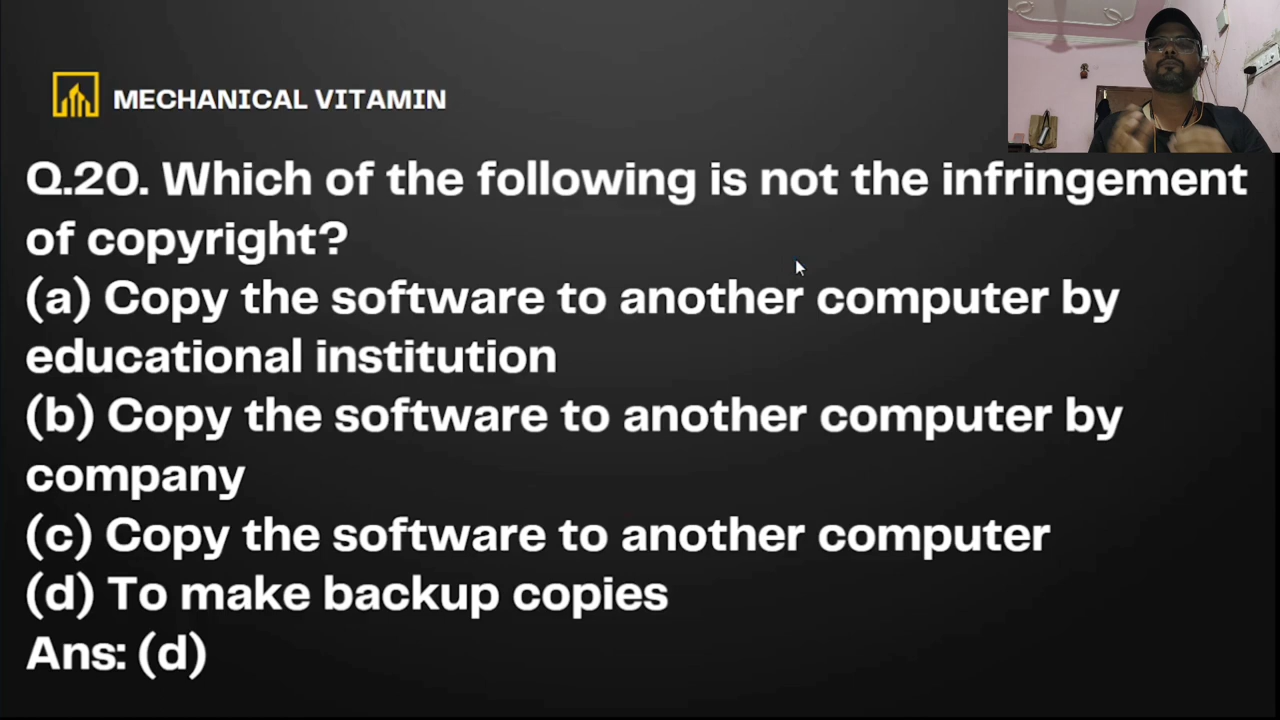 MECHANICAL VITAMIN
Q.20. Which of the following is not the infringement
of copyright?
(a) Copy the software to another computer by
educational institution
(b) Copy the software to another computer by
company
(c) Copy the software to another computer
(d) To make backup copies
Ans: (d)